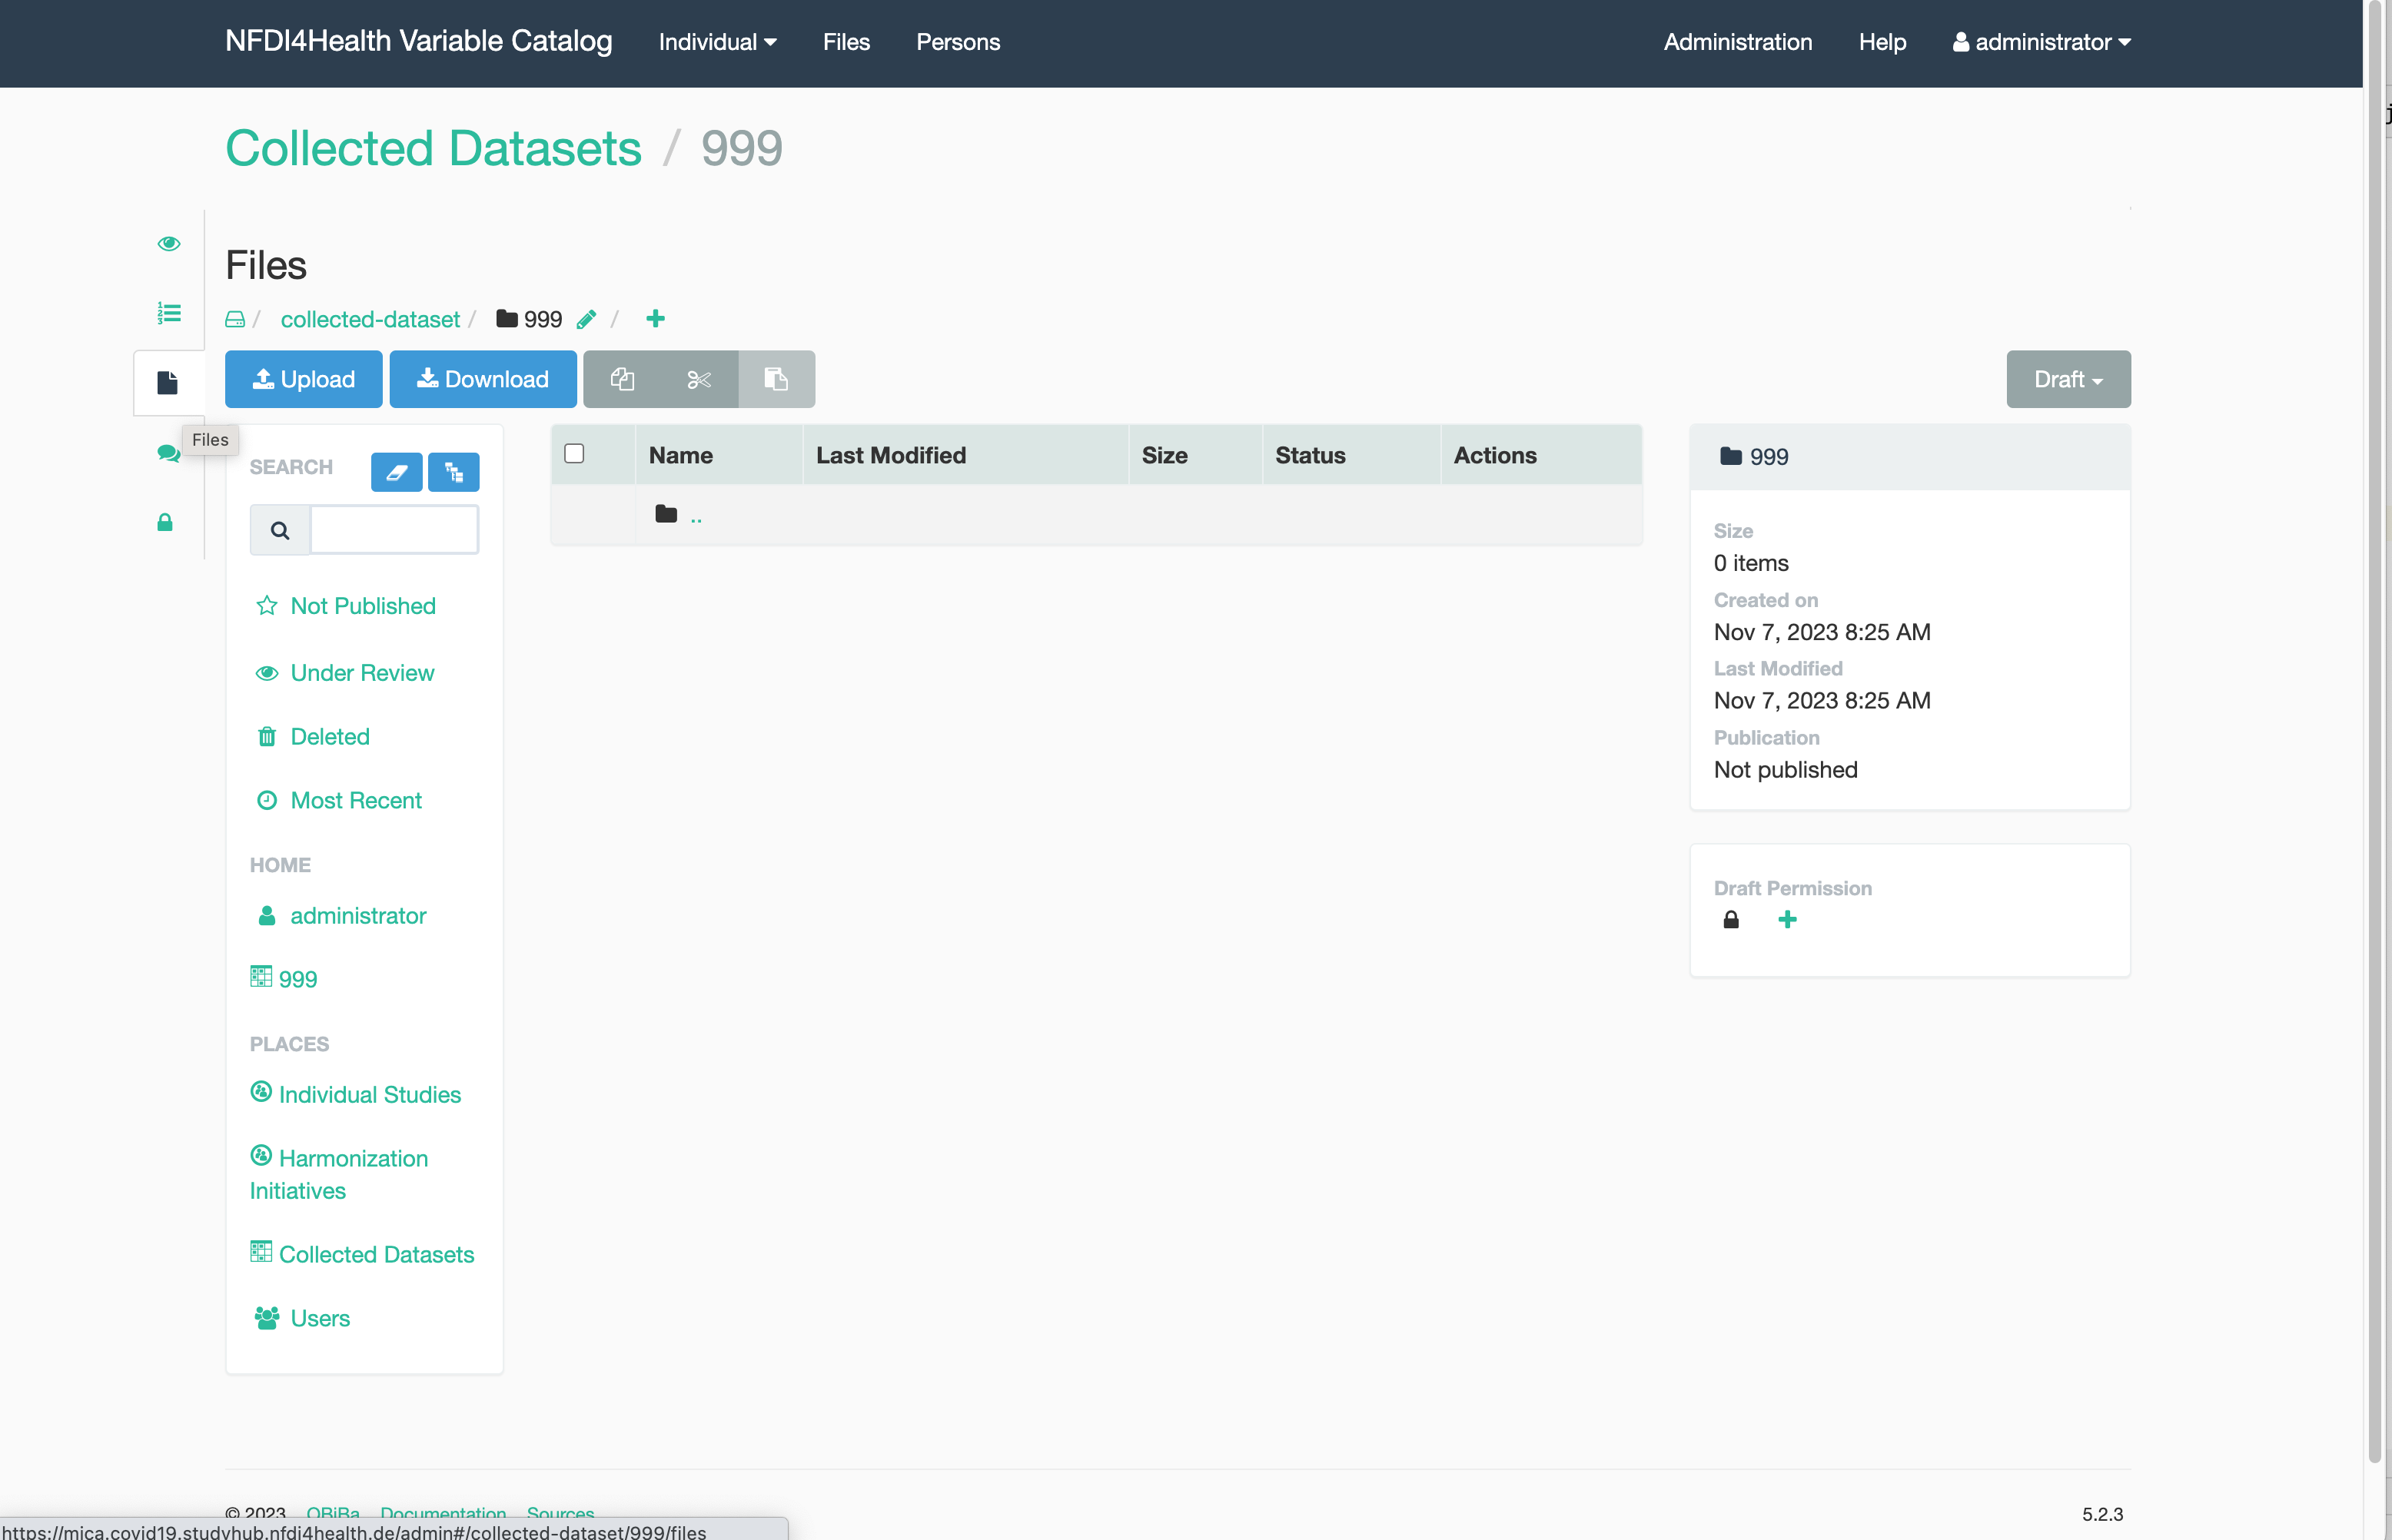 NFDI4Health Variable Catalog Individual Files Persons Administration Help administrator
Collected Datasets / 999
Files
/ collected-dataset / 999 / +
Upload Download Draft
Files
SEARCH
Name Last Modified Size Status Actions
..
Not Published
Under Review
Deleted
Most Recent
HOME
administrator
999
PLACES
Individual Studies
Harmonization
Initiatives
Collected Datasets
Users
999
Size
0 items
Created on
Nov 7, 2023 8:25 AM
Last Modified
Nov 7, 2023 8:25 AM
Publication
Not published
Draft Permission
© 2023 OBiBa Documentation Sources 5.2.3
https://mica.covid19.studyhub.nfdi4health.de/admin#/collected-dataset/999/files